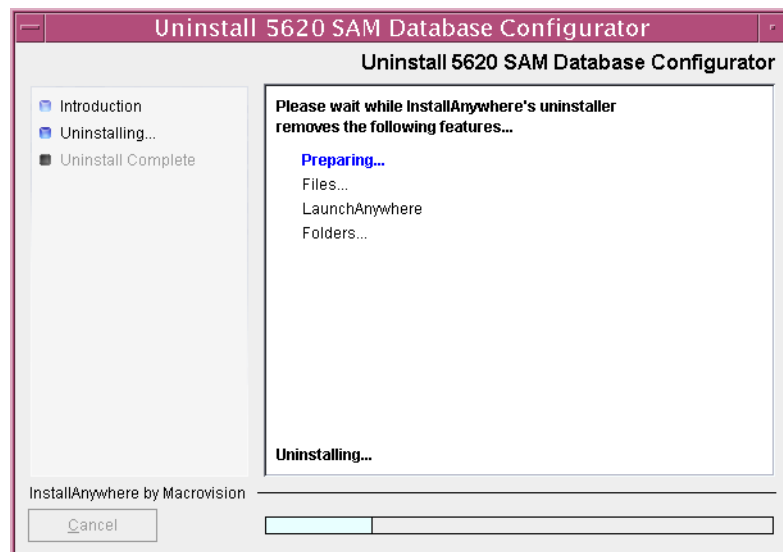 Uninstall 5620 SAM Database Configurator
Uninstall 5620 SAM Database Configurator
Introduction
Uninstalling...
Uninstall Complete
Please wait while InstallAnywhere's uninstaller
removes the following features...
Preparing...
Files...
LaunchAnywhere
Folders...
Uninstalling...
InstallAnywhere by Macrovision
Cancel